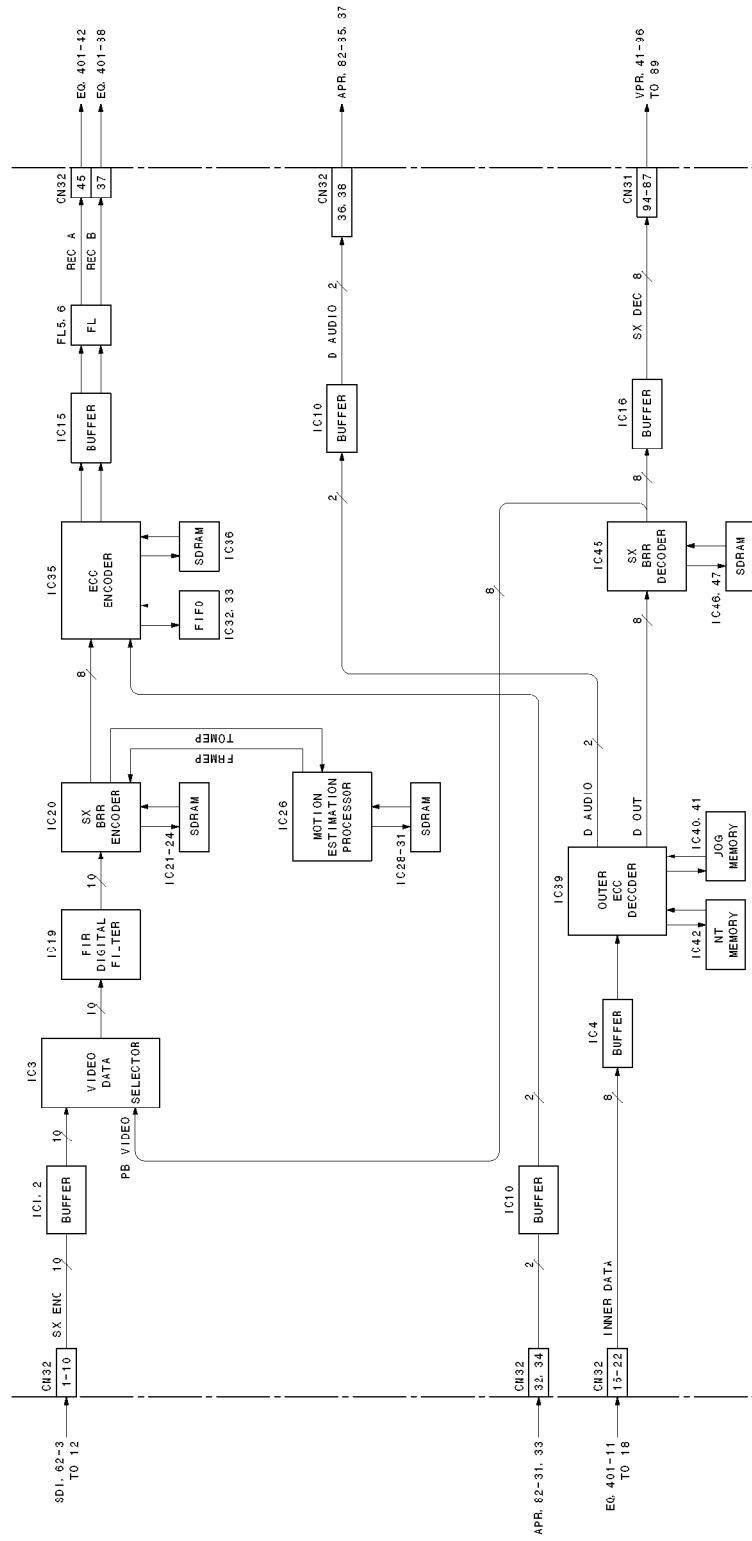 SDI. 62-3
TO 12
CN32
1-10
SX ENC
10
IC1. 2
BUFFER
10
PB VIDEO
IC3
VIDEO
DATA
SELECTOR
10
IC19
FIR
DIGITAL
FILTER
10
IC20
SX
BRR
ENCODER
IC21-24
SDRAM
FRMEP
TOMEP
IC26
MOTION
ESTIMATION
PROCESSOR
IC28-31
SDRAM
8
IC35
ECC
ENCODER
FIFO
IC32. 33
SDRAM
IC36
IC15
BUFFER
FL5. 6
FL
REC A
REC B
CN32
45
37
EQ. 401-42
EQ. 401-38
APR. 82-31. 33
CN32
32. 34
2
IC10
BUFFER
2
8
2
IC10
BUFFER
D AUDIO
2
CN32
36. 38
APR. 82-35. 37
EQ. 401-11
TO 18
CN32
15-22
INNER DATA
8
IC4
BUFFER
IC39
OUTER
ECC
DECODER
IC42
NT
MEMORY
IC40. 41
JOG
MEMORY
D AUDIO
2
D OUT
8
IC45
SX
BRR
DECODER
IC46. 47
SDRAM
8
IC16
BUFFER
SX DEC
8
CN31
94-87
VPR. 41-96
TO 89